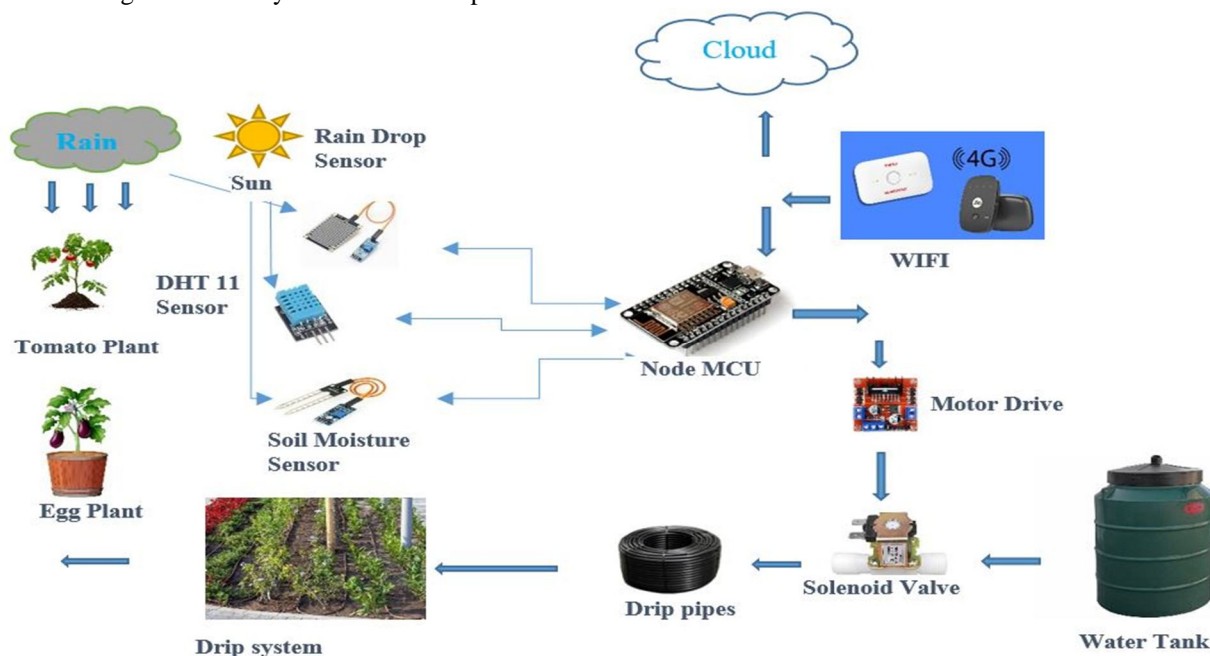 Cloud
Rain
Sun
Rain Drop
Sensor
4G
WIFI
DHT 11
Sensor
Tomato Plant
Node MCU
Motor Drive
Soil Moisture
Sensor
Egg Plant
Drip pipes
Solenoid Valve
Drip system
Water Tank